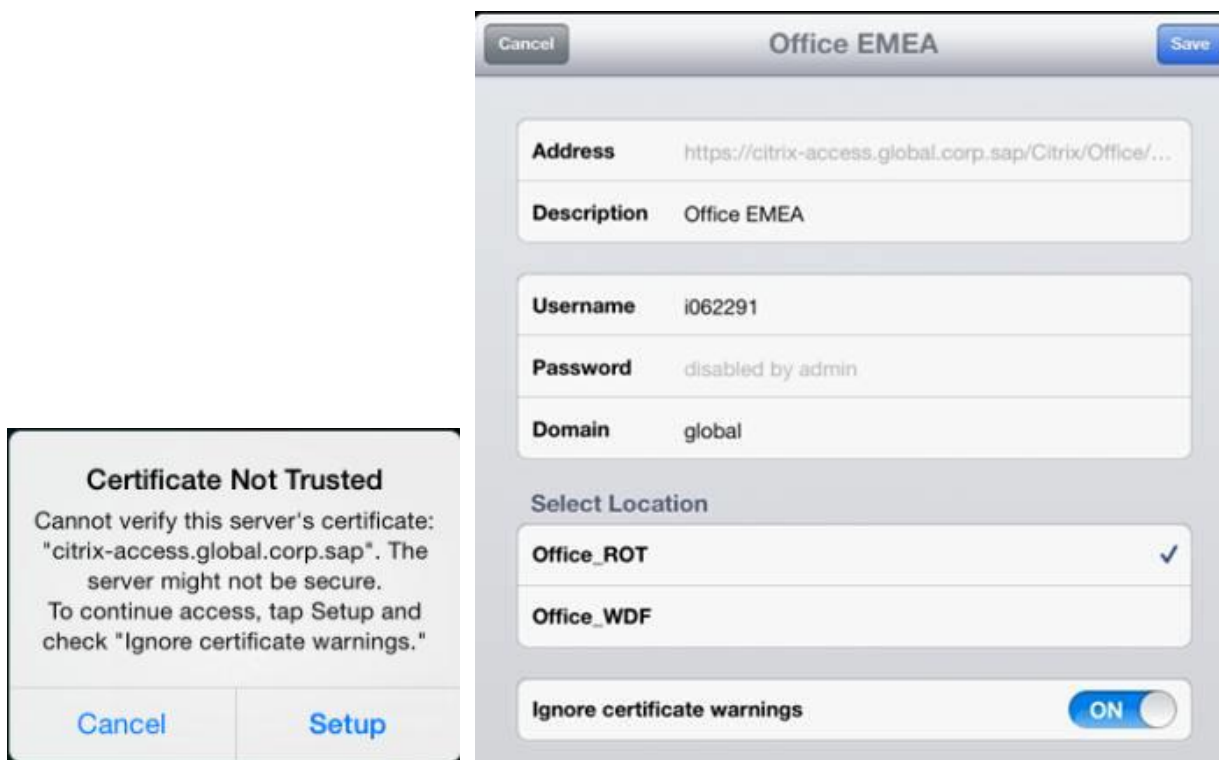 Certificate Not Trusted
Cannot verify this server's certificate:
"citrix-access.global.corp.sap". The
server might not be secure.
To continue access, tap Setup and
check "Ignore certificate warnings."
Cancel Setup
Cancel Office EMEA Save
Address https://citrix-access.global.corp.sap/Citrix/Office/...
Description Office EMEA
Username i062291
Password disabled by admin
Domain global
Select Location
Office_ROT
Office_WDF
Ignore certificate warnings ON